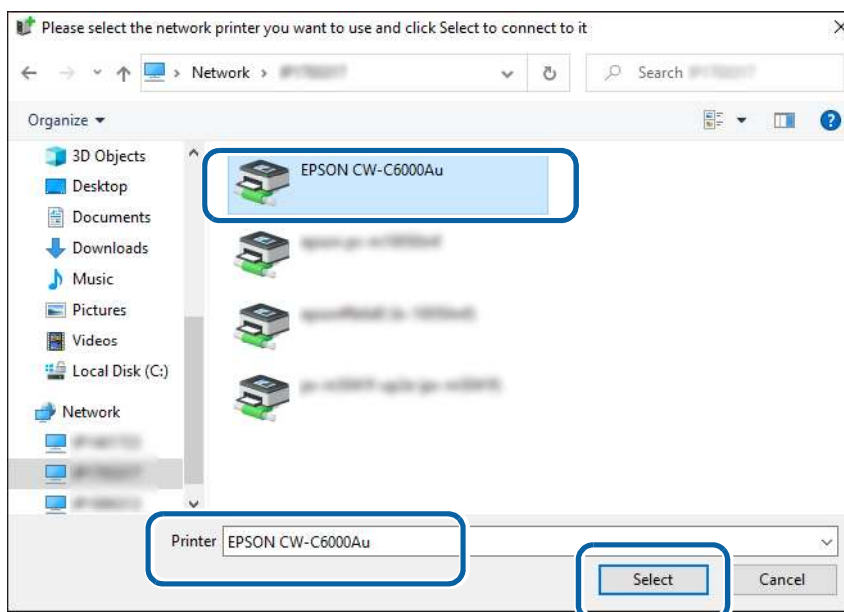 Please select the network printer you want to use and click Select to connect to it
Network
Search
Organize
3D Objects
Desktop
Documents
Downloads
Music
Pictures
Videos
Local Disk (C:)
Network
EPSON CW-C6000Au
Printer EPSON CW-C6000Au
Select Cancel